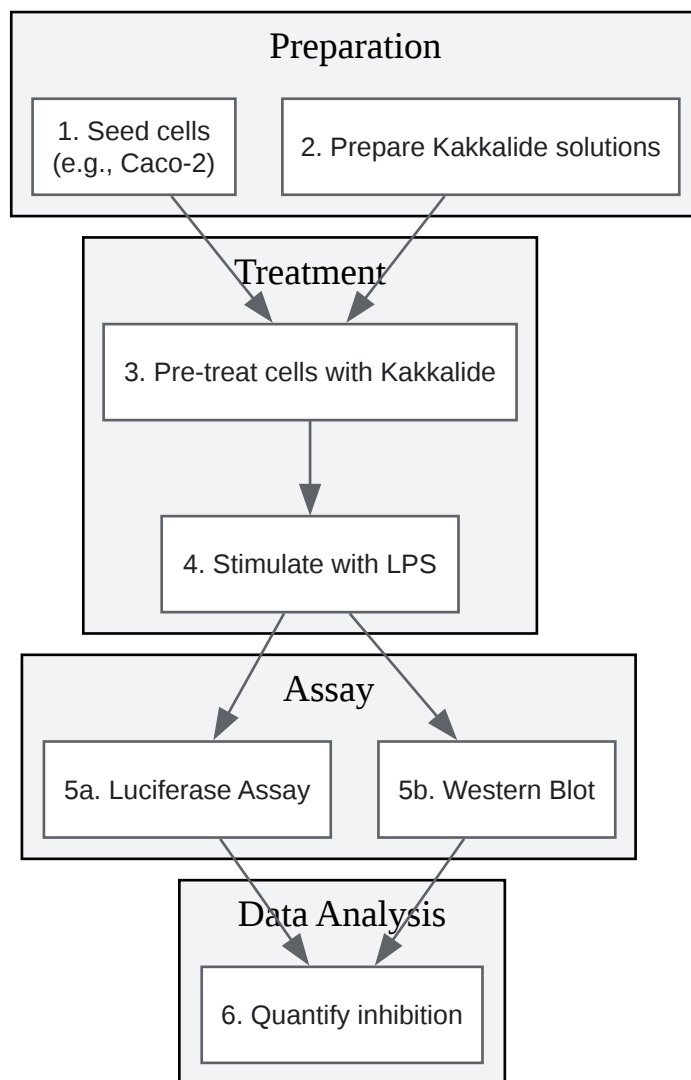 Preparation
1. Seed cells
(e.g., Caco-2)
2. Prepare Kakkalide solutions
Treatment
3. Pre-treat cells with Kakkalide
4. Stimulate with LPS
Assay
5a. Luciferase Assay
5b. Western Blot
Data Analysis
6. Quantify inhibition